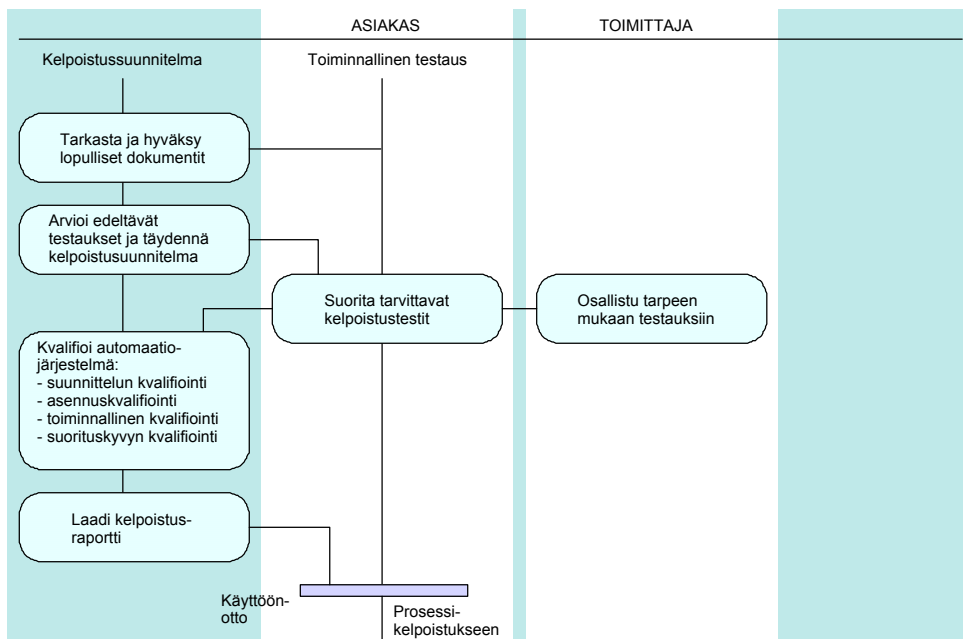 ASIAKAS
TOIMITTAJA
Kelpoistussuunnitelma
Toiminnallinen testaus
Tarkasta ja hyväksy
lopulliset dokumentit
Arvioi edeltävät
testaukset ja täydennä
kelpoistusuunnitelma
Suorita tarvittavat
kelpoistustestit
Osallistu tarpeen
mukaan testauksiin
Kvalifioi automaatio-
järjestelmä:
- suunnittelun kvalifiointi
- asennuskvalifiointi
- toiminnallinen kvalifiointi
- suorituskyvyn kvalifiointi
Laadi kelpoistus-
raportti
Käyttöön-
otto
Prosessi-
kelpoistukseen